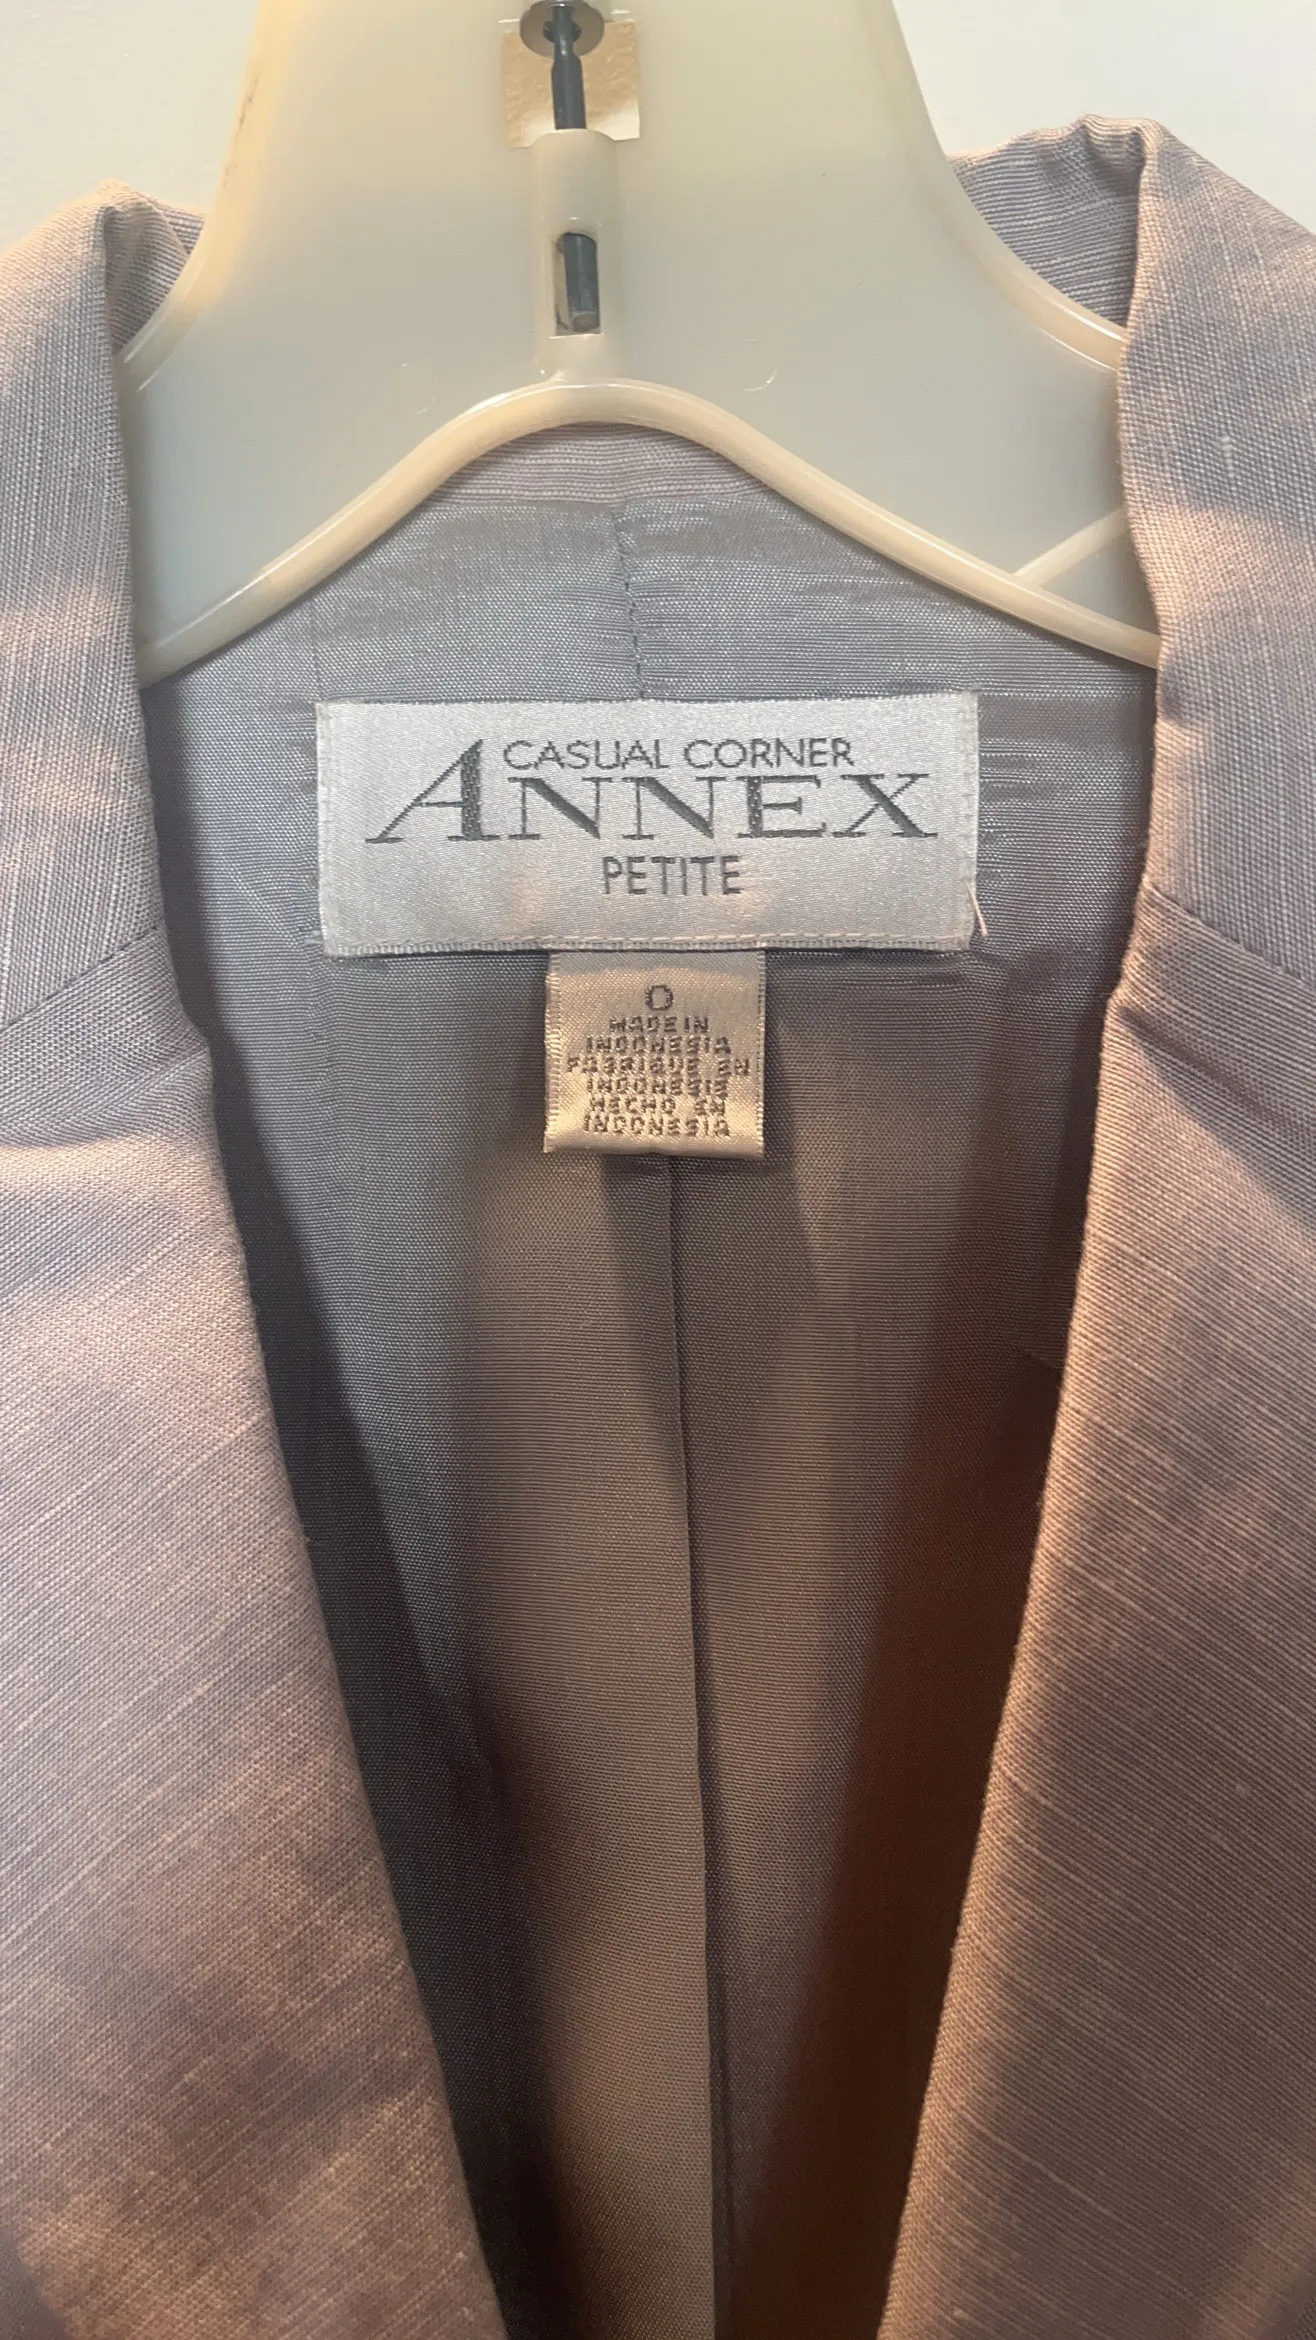 CASUAL CORNER
ANNEX
PETITE
0
MADE IN
INDONESIA
FABRIQUE EN
INDONESIE
HECHO EN
INDONESIA